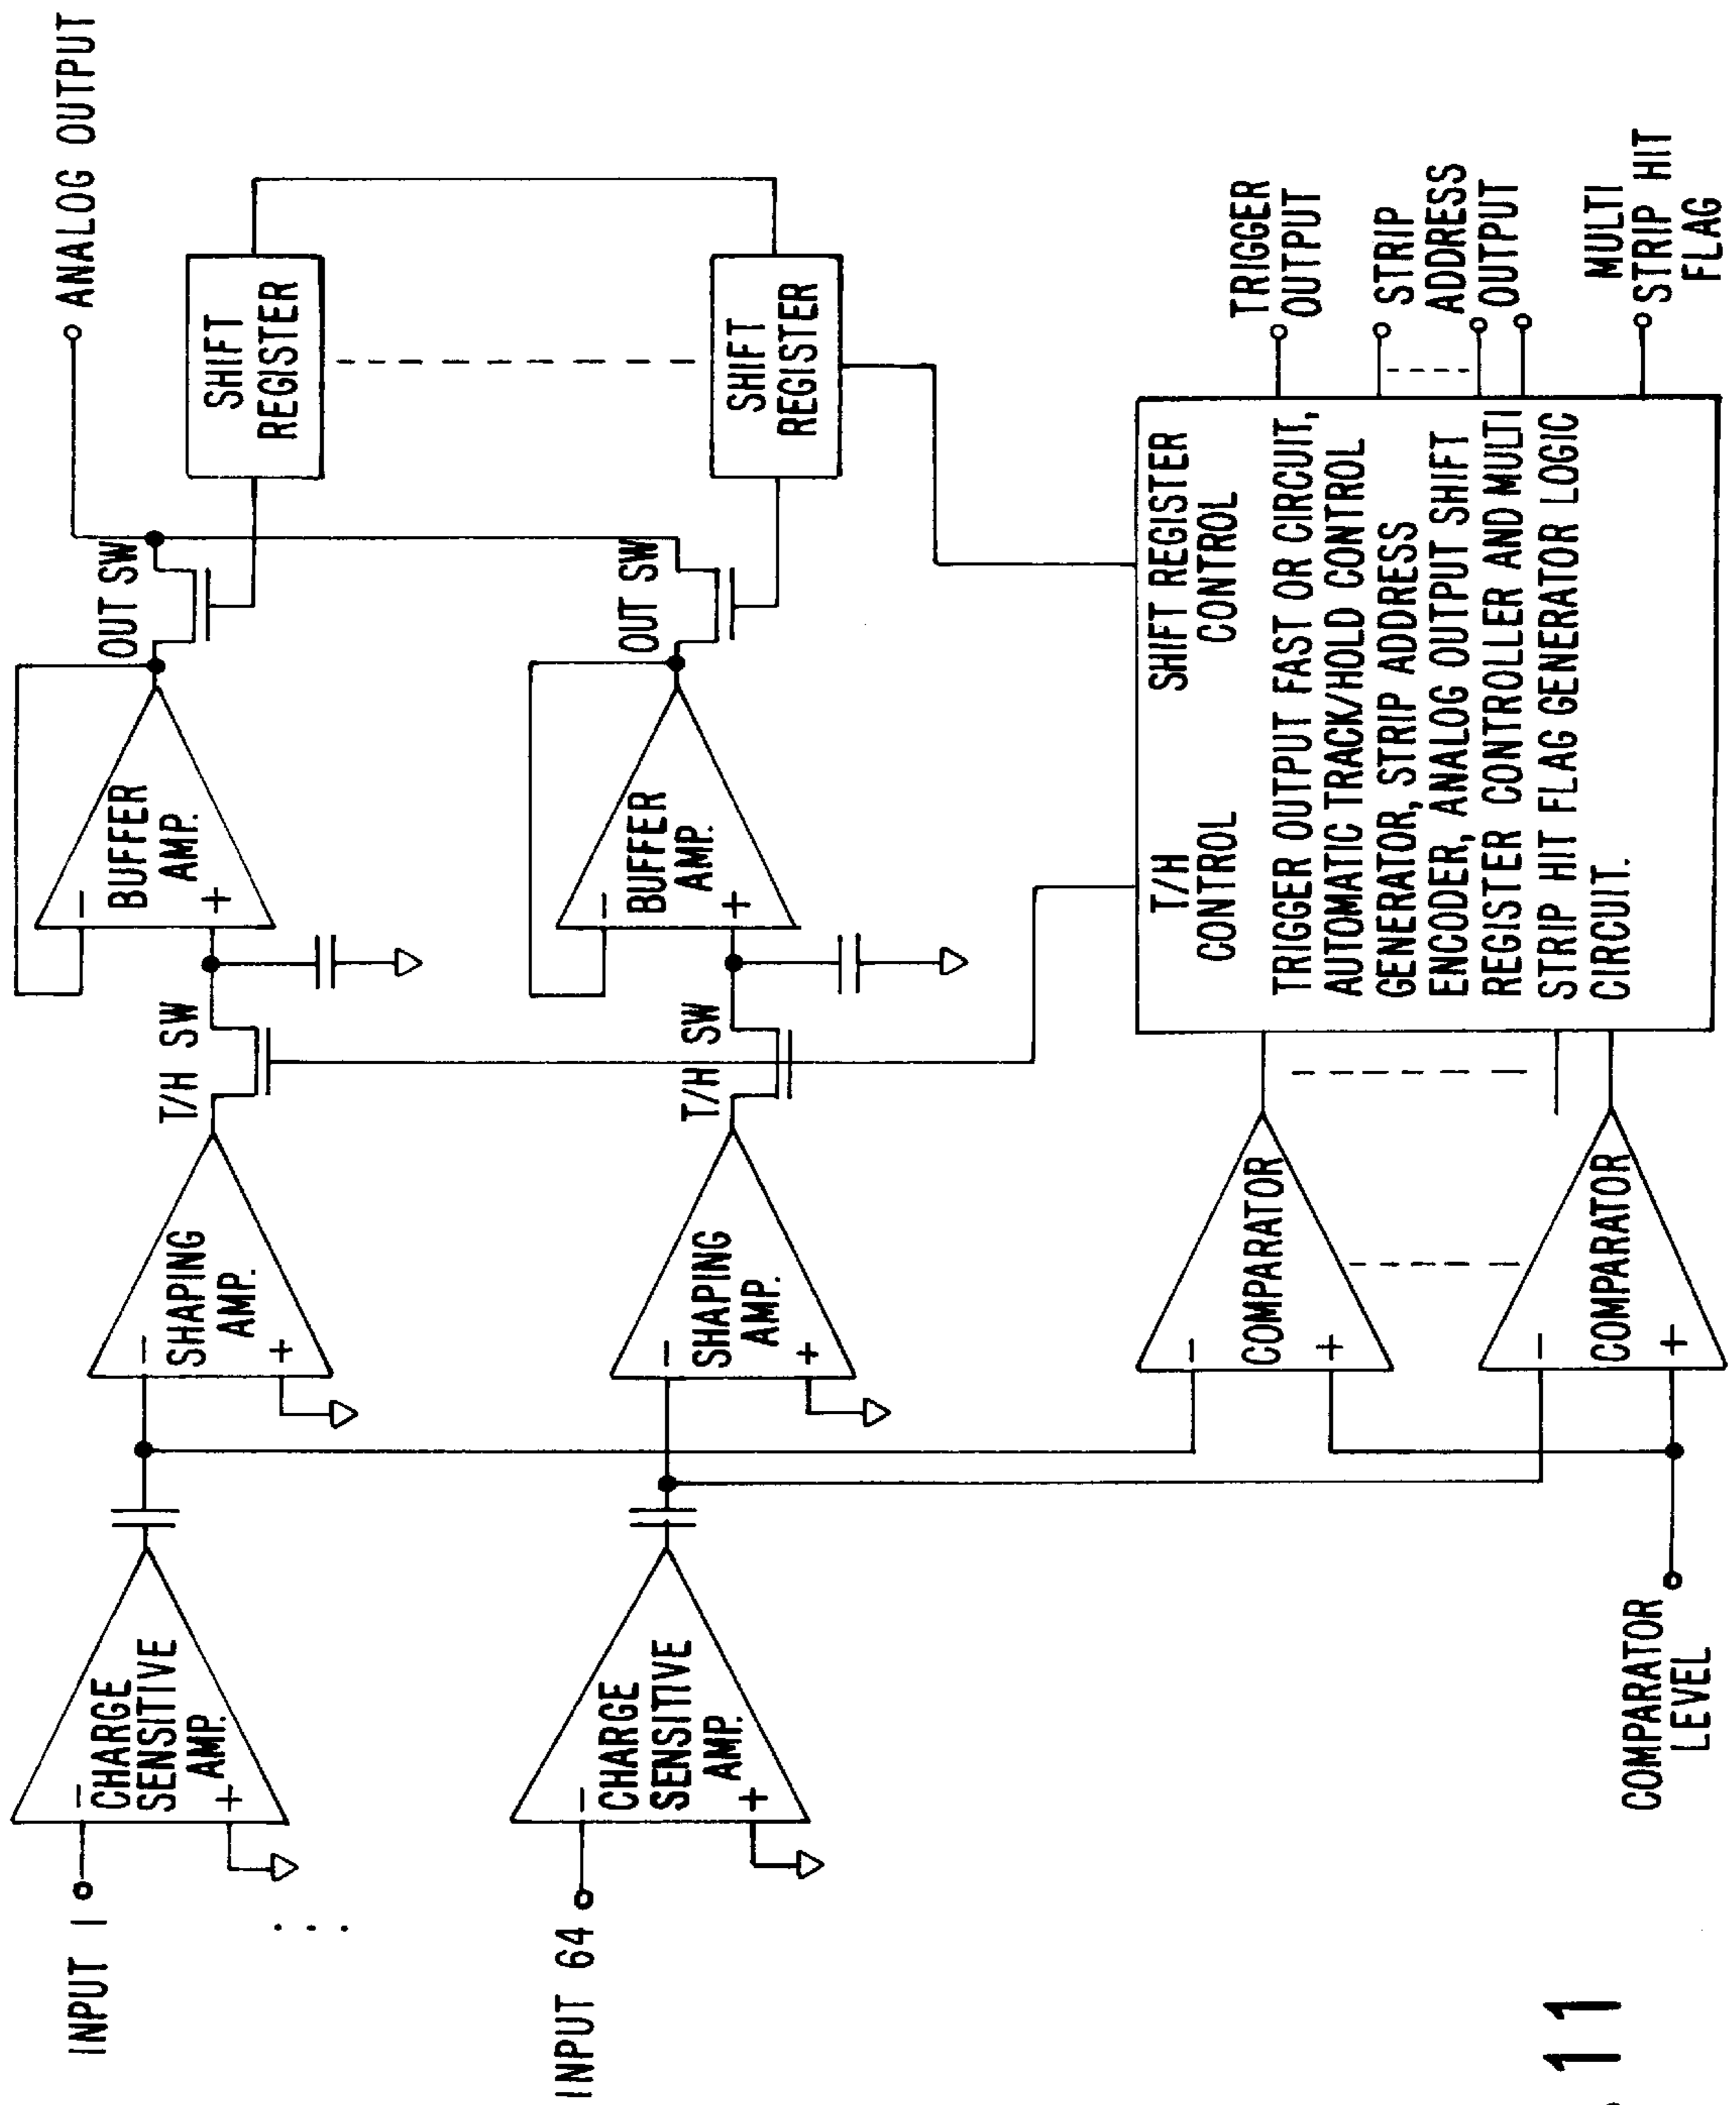 ANALOG OUTPUT
SHIFT
REGISTER
SHIFT
REGISTER
OUT SW
OUT SW
BUFFER
AMP.
-
+
BUFFER
AMP.
-
+
T/H SW
T/H SW
SHAPING
AMP.
-
+
SHAPING
AMP.
-
+
CHARGE
SENSITIVE
AMP.
-
+
CHARGE
SENSITIVE
AMP.
-
+
INPUT 1
...
INPUT 64
T/H
CONTROL
SHIFT REGISTER
CONTROL
TRIGGER OUTPUT FAST OR CIRCUIT,
AUTOMATIC TRACK/HOLD CONTROL
GENERATOR, STRIP ADDRESS
ENCODER, ANALOG OUTPUT SHIFT
REGISTER CONTROLLER AND MULTI
STRIP HIT FLAG GENERATOR LOGIC
CIRCUIT.
TRIGGER
OUTPUT
STRIP
ADDRESS
OUTPUT
MULTI
STRIP HIT
FLAG
COMPARATOR
-
+
COMPARATOR
-
+
COMPARATOR
LEVEL
11